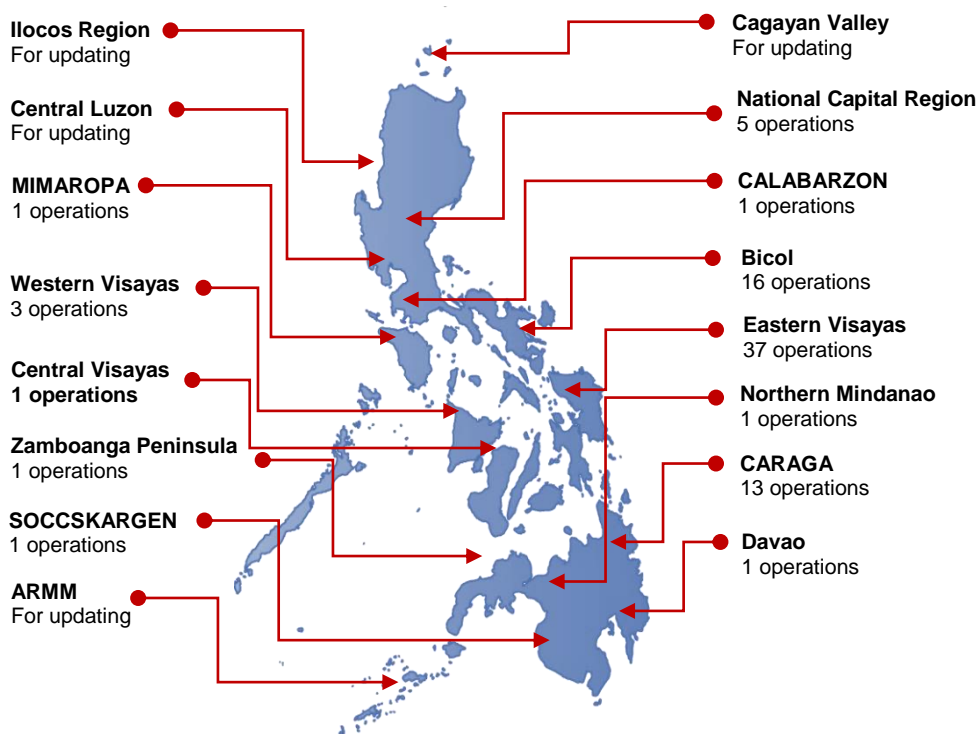 Ilocos Region
For updating
Central Luzon
For updating
MIMAROPA
1 operations
Western Visayas
3 operations
Central Visayas
1 operations
Zamboanga Peninsula
1 operations
SOCCSKARGEN
1 operations
ARMM
For updating
Cagayan Valley
For updating
National Capital Region
5 operations
CALABARZON
1 operations
Bicol
16 operations
Eastern Visayas
37 operations
Northern Mindanao
1 operations
CARAGA
13 operations
Davao
1 operations